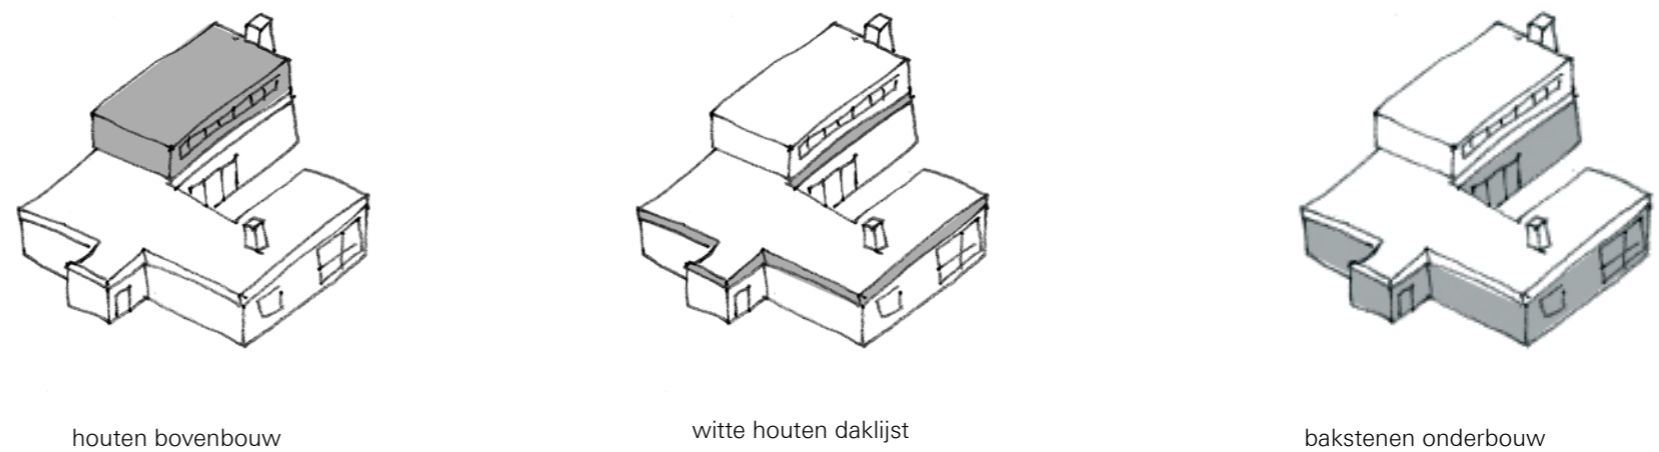 houten bovenbouw
witte houten daklijst
bakstenen onderbouw